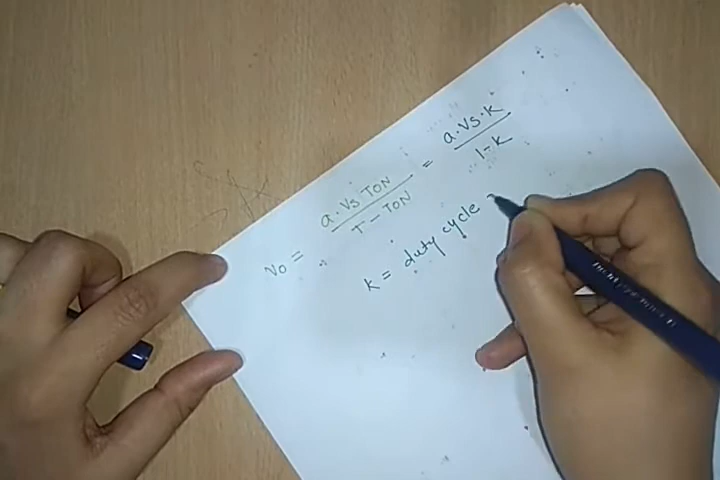 Vo = a. Vs TON / T - TON = a. Vs. k / 1 - k
k = duty cycle